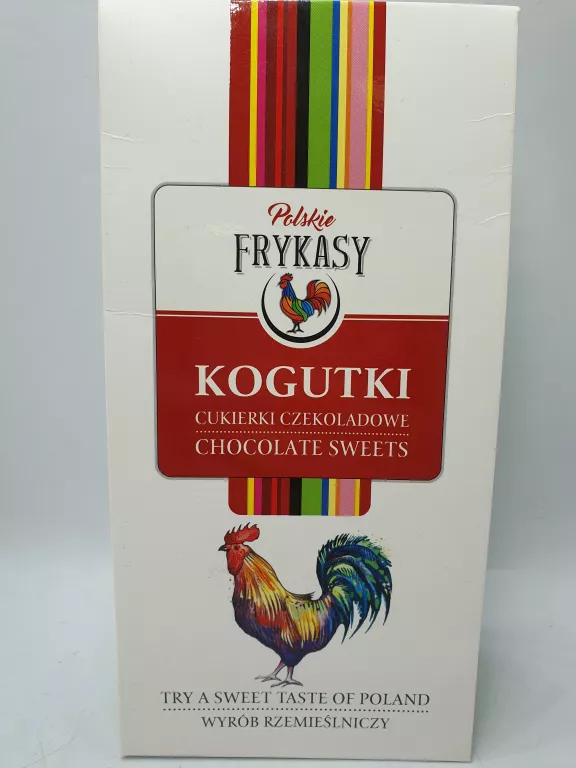 Polskie
FRYKASY
KOGUTKI
CUKIERKI CZEKOLADOWE
CHOCOLATE SWEETS
TRY A SWEET TASTE OF POLAND
WYRÓB RZEMIEŚLNICZY